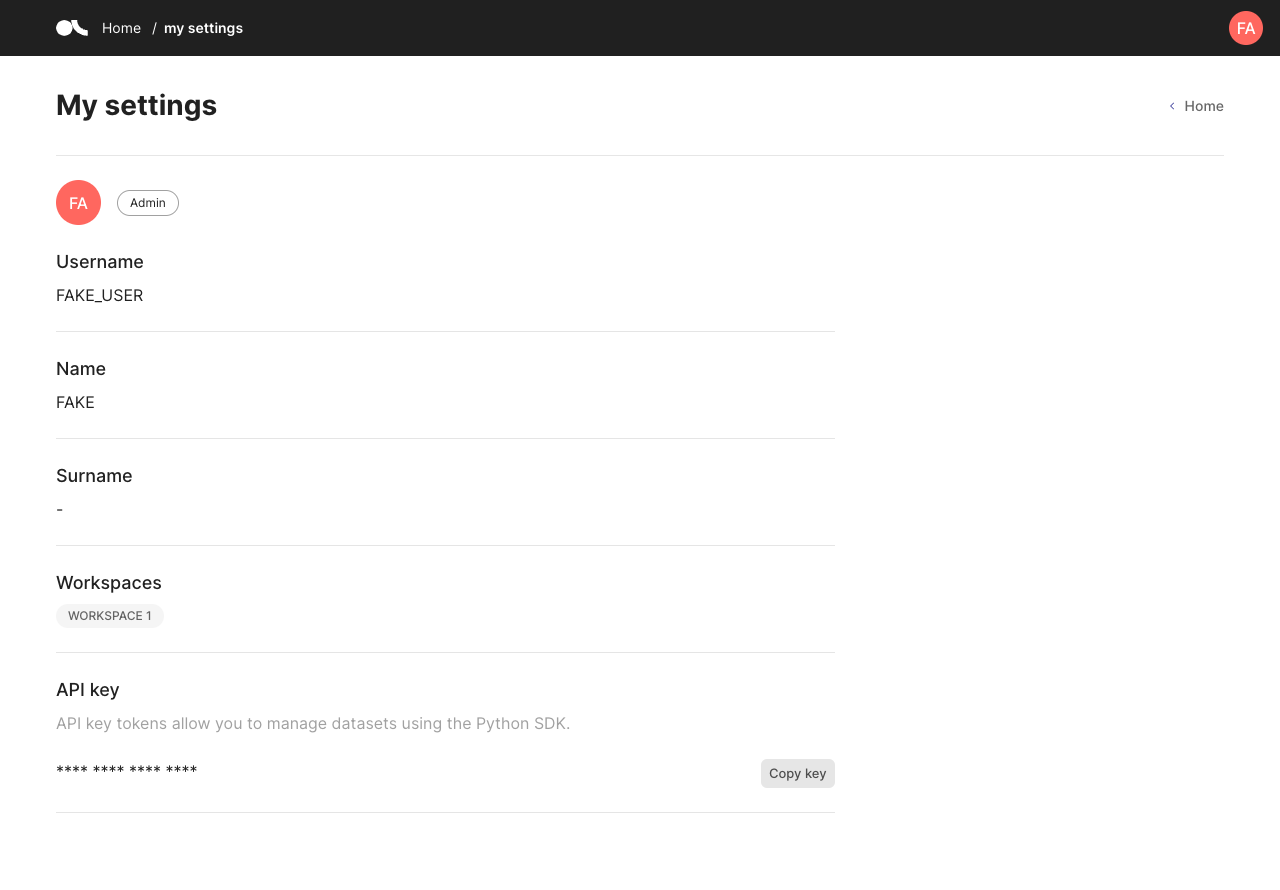 Home / my settings
FA
My settings
Home
FA
Admin
Username
FAKE_USER
Name
FAKE
Surname
-
Workspaces
WORKSPACE 1
API key
API key tokens allow you to manage datasets using the Python SDK.
**** **** **** ****
Copy key